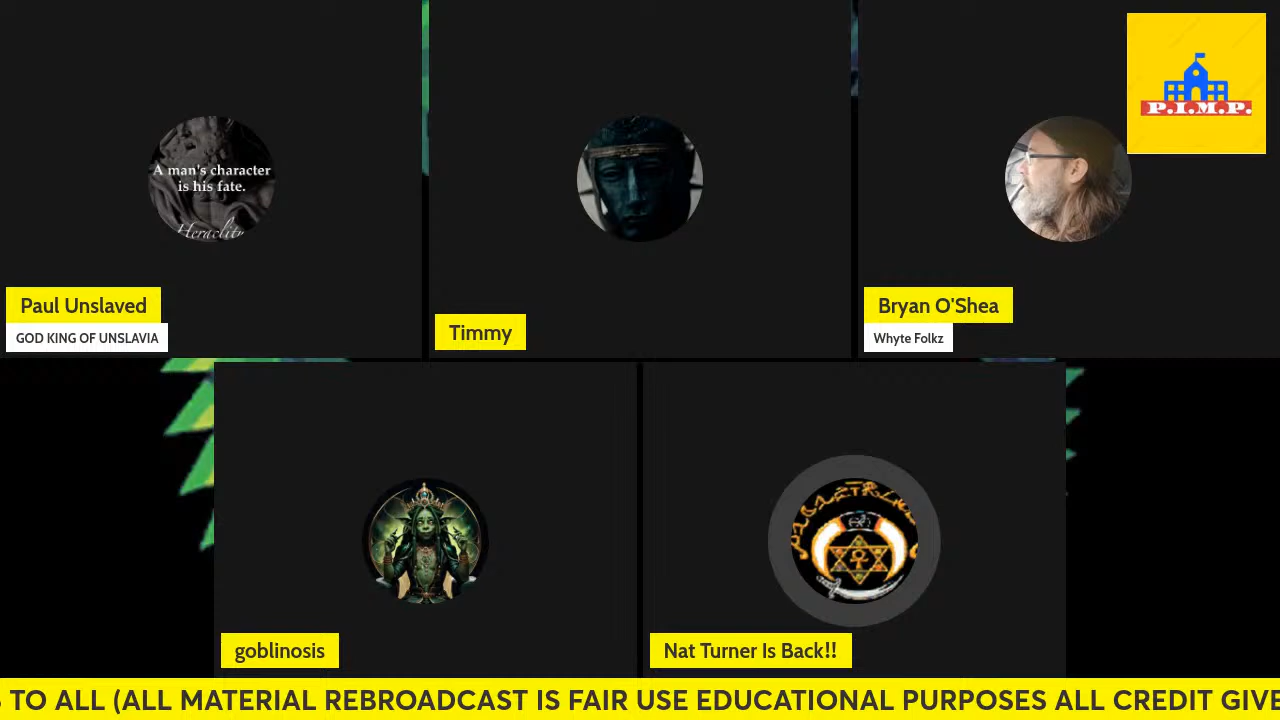 P.I.M.P.
A man's character
is his fate.
Paul Unslaved
GOD KING OF UNSLAVIA
Timmy
Bryan O'Shea
Whyte Folkz
goblinosis
Nat Turner Is Back!!
TO ALL (ALL MATERIAL REBROADCAST IS FAIR USE EDUCATIONAL PURPOSES ALL CREDIT GIVE